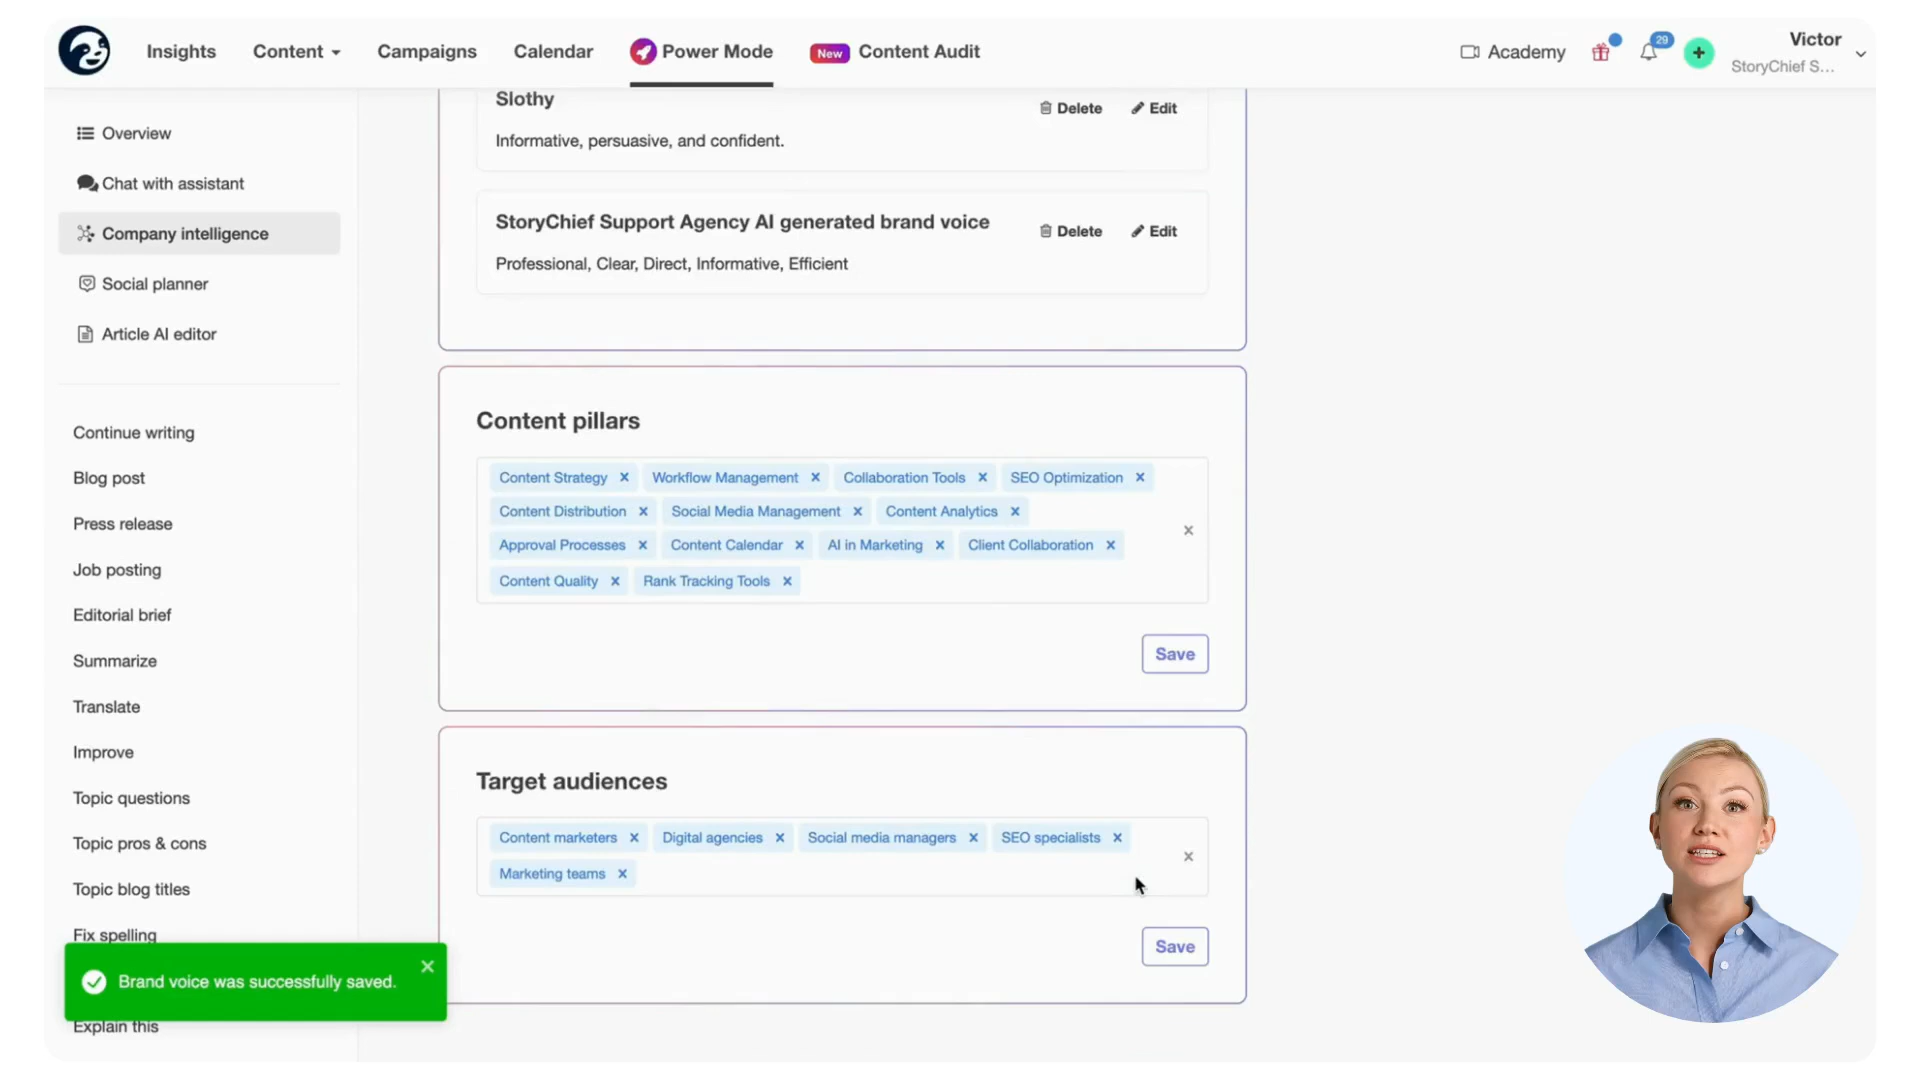 Insights
Content
Campaigns
Calendar
Power Mode
New Content Audit
Academy
29
Victor
StoryChief S...
Overview
Chat with assistant
Company intelligence
Social planner
Article AI editor
Continue writing
Blog post
Press release
Job posting
Editorial brief
Summarize
Translate
Improve
Topic questions
Topic pros & cons
Topic blog titles
Fix spelling
Explain this
Slothy
Delete
Edit
Informative, persuasive, and confident.
StoryChief Support Agency AI generated brand voice
Delete
Edit
Professional, Clear, Direct, Informative, Efficient
Content pillars
Content Strategy × Workflow Management × Collaboration Tools × SEO Optimization ×
Content Distribution × Social Media Management × Content Analytics ×
Approval Processes × Content Calendar × AI in Marketing × Client Collaboration ×
Content Quality × Rank Tracking Tools ×
Save
Target audiences
Content marketers × Digital agencies × Social media managers × SEO specialists ×
Marketing teams ×
Save
Brand voice was successfully saved.